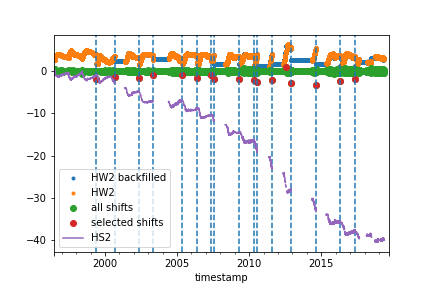 0
−10
−20
−30
−40
HW2 backfilled
HW2
all shifts
selected shifts
HS2
2000 2005 2010 2015
timestamp